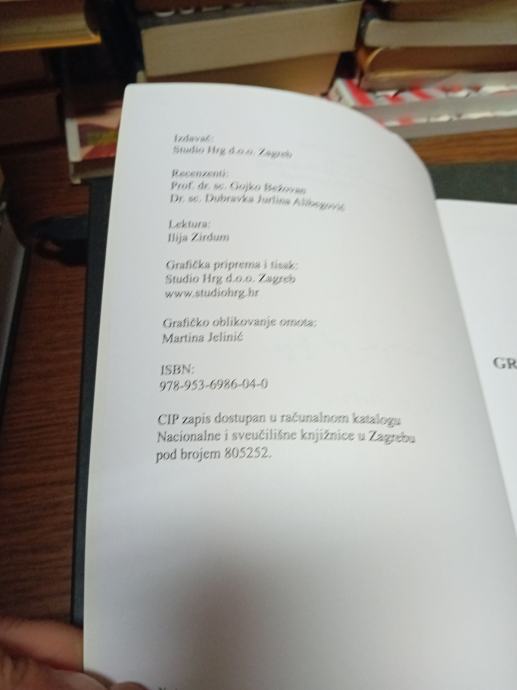 Izdavač:
Studio Hrg d.o.o. Zagreb
Recenzenti:
Prof. dr. sc. Gojko Bežovan
Dr. sc. Dubravka Jurlina Alibegović
Lektura:
Ilija Zirdum
Grafička priprema i tisak:
Studio Hrg d.o.o. Zagreb
www.studiohrg.hr
Grafičko oblikovanje omota:
Martina Jelinić
ISBN:
978-953-6986-04-0
CIP zapis dostupan u računalnom katalogu
Nacionalne i sveučilišne knjižnice u Zagrebu
pod brojem 805252.
GR